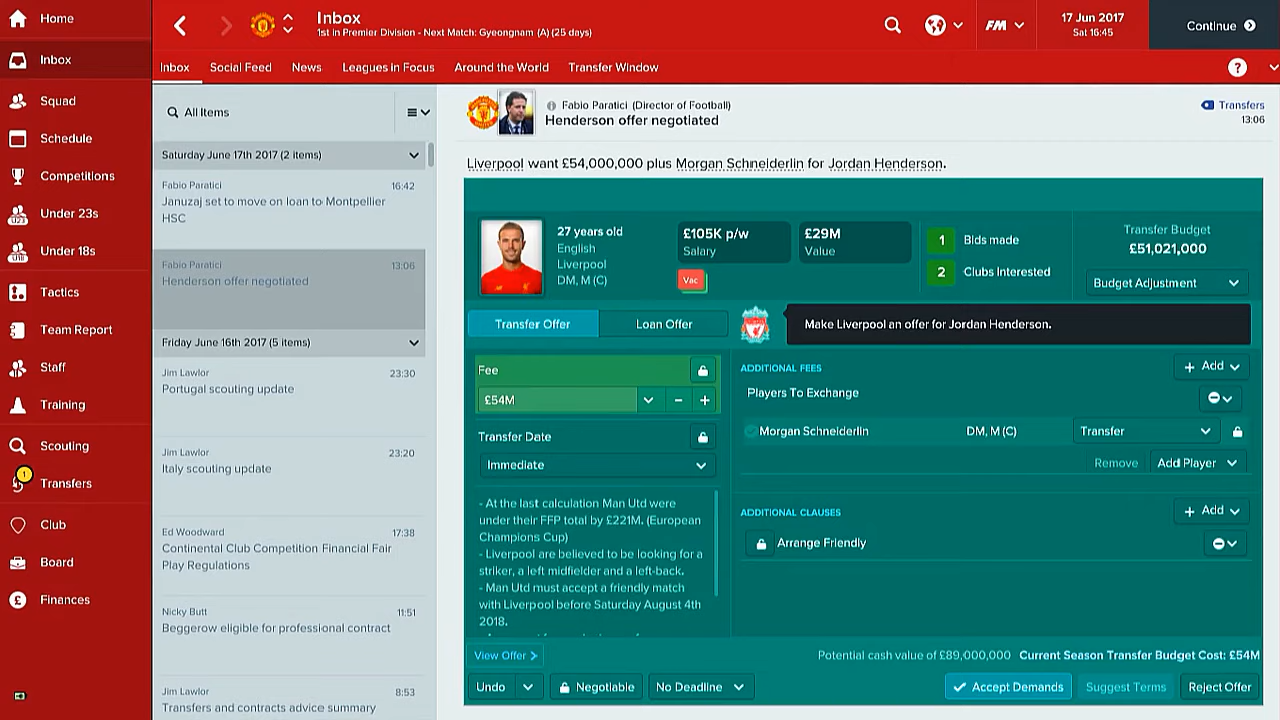 Home
Inbox
Squad
Schedule
Competitions
Under 23s
Under 18s
Tactics
Team Report
Staff
Training
Scouting
1
Transfers
Club
Board
Finances
Inbox
1st in Premier Division - Next Match: Gyeongnam (A) (25 days)
FM
17 Jun 2017
Sat 16:45
Continue
Inbox
Social Feed
News
Leagues in Focus
Around the World
Transfer Window
?
All Items
Saturday June 17th 2017 (2 items)
Fabio Paratici 16:42
Januzaj set to move on loan to Montpellier
HSC
Fabio Paratici 13:06
Henderson offer negotiated
Friday June 16th 2017 (5 items)
Jim Lawlor 23:30
Portugal scouting update
Jim Lawlor 23:20
Italy scouting update
Ed Woodward 17:38
Continental Club Competition Financial Fair
Play Regulations
Nicky Butt 11:51
Beggerow eligible for professional contract
Jim Lawlor 8:53
Transfers and contracts advice summary
Fabio Paratici (Director of Football)
Henderson offer negotiated
Transfers
13:06
Liverpool want £54,000,000 plus Morgan Schneiderlin for Jordan Henderson.
27 years old
English
Liverpool
DM, M (C)
£105K p/w
Salary
£29M
Value
Vac
1 Bids made
2 Clubs Interested
Transfer Budget
£51,021,000
Budget Adjustment
Transfer Offer
Loan Offer
Make Liverpool an offer for Jordan Henderson.
Fee
£54M
Transfer Date
Immediate
- At the last calculation Man Utd were
under their FFP total by £221M. (European
Champions Cup)
- Liverpool are believed to be looking for a
striker, a left midfielder and a left-back.
- Man Utd must accept a friendly match
with Liverpool before Saturday August 4th
2018.
ADDITIONAL FEES
Add
Players To Exchange
Morgan Schneiderlin DM, M (C) Transfer
Remove
Add Player
ADDITIONAL CLAUSES
Add
Arrange Friendly
View Offer >
Potential cash value of £89,000,000 Current Season Transfer Budget Cost: £54M
Undo
Negotiable
No Deadline
Accept Demands
Suggest Terms
Reject Offer